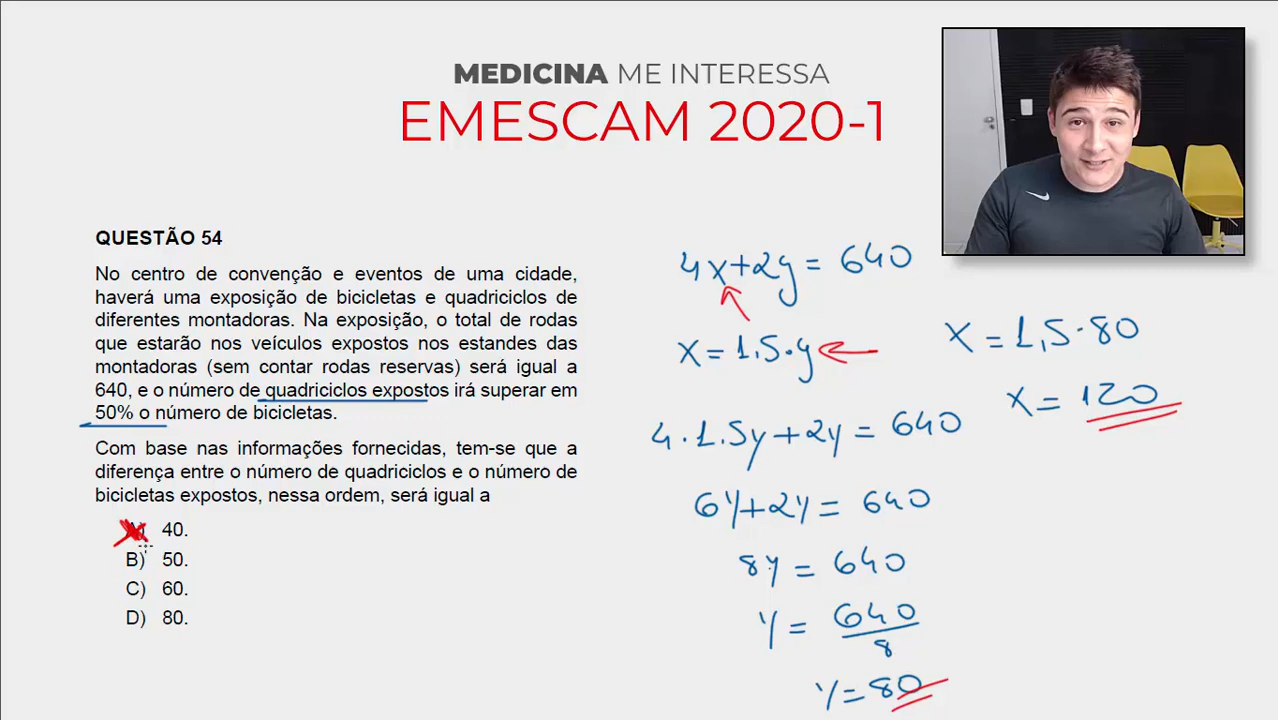 MEDICINA ME INTERESSA
EMESCAM 2020-1
QUESTÃO 54
No centro de convenção e eventos de uma cidade,
haverá uma exposição de bicicletas e quadriciclos de
diferentes montadoras. Na exposição, o total de rodas
que estarão nos veículos expostos nos estandes das
montadoras (sem contar rodas reservas) será igual a
640, e o número de quadriciclos expostos irá superar em
50% o número de bicicletas.
Com base nas informações fornecidas, tem-se que a
diferença entre o número de quadriciclos e o número de
bicicletas expostos, nessa ordem, será igual a
A) 40.
B) 50.
C) 60.
D) 80.
4x+2y = 640
x = 1,5.y
4.1.5y+2y = 640
6y+2y = 640
8y = 640
y = 640/8
y=80
x = 1,5.80
x = 120